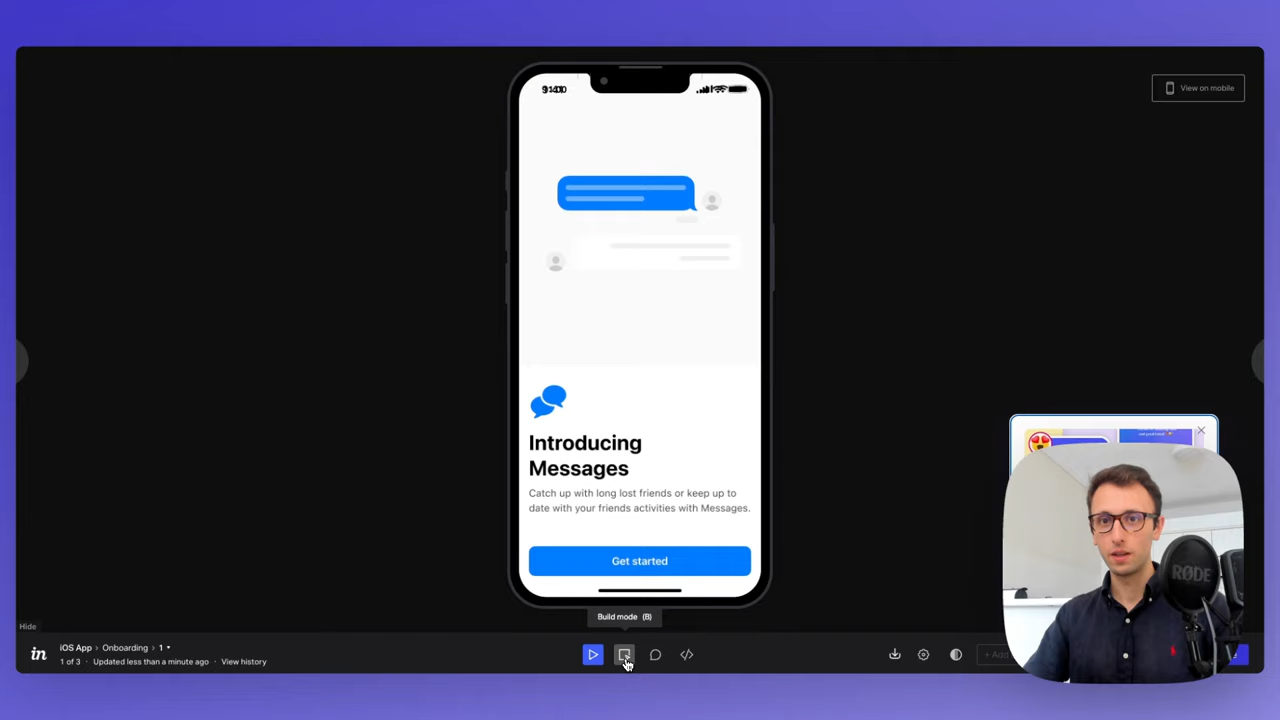 View on mobile
Introducing
Messages
Catch up with long lost friends or keep up to
date with your friends activities with Messages.
Get started
Build mode (B)
Hide
in
iOS App > Onboarding > 1
1 of 3 · Updated less than a minute ago · View history
+ Add
RØDE